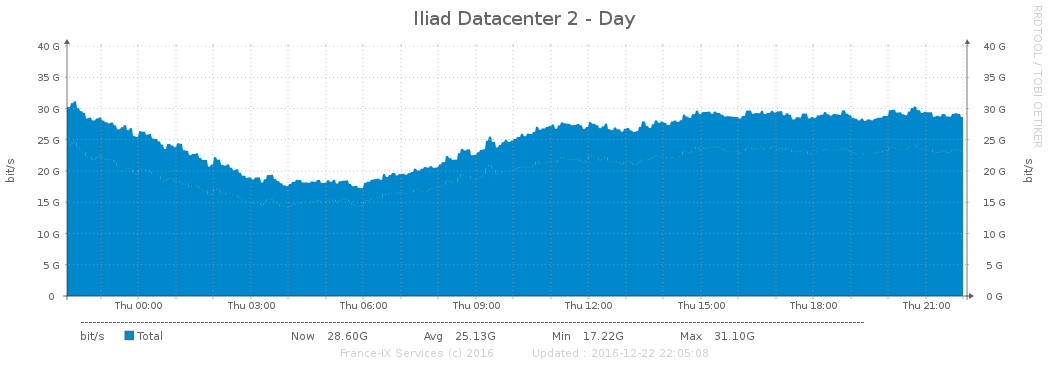 Iliad Datacenter 2 - Day
RRDTOOL / TOBI OETIKER
bit/s
40 G 40 G
35 G 35 G
30 G 30 G
25 G 25 G
20 G 20 G
15 G 15 G
10 G 10 G
5 G 5 G
0 0 G
bit/s
Thu 00:00 Thu 03:00 Thu 06:00 Thu 09:00 Thu 12:00 Thu 15:00 Thu 18:00 Thu 21:00
bit/s Total Now 28.60G Avg 25.13G Min 17.22G Max 31.10G
France-IX Services (c) 2016 Updated : 2016-12-22 22:05:08